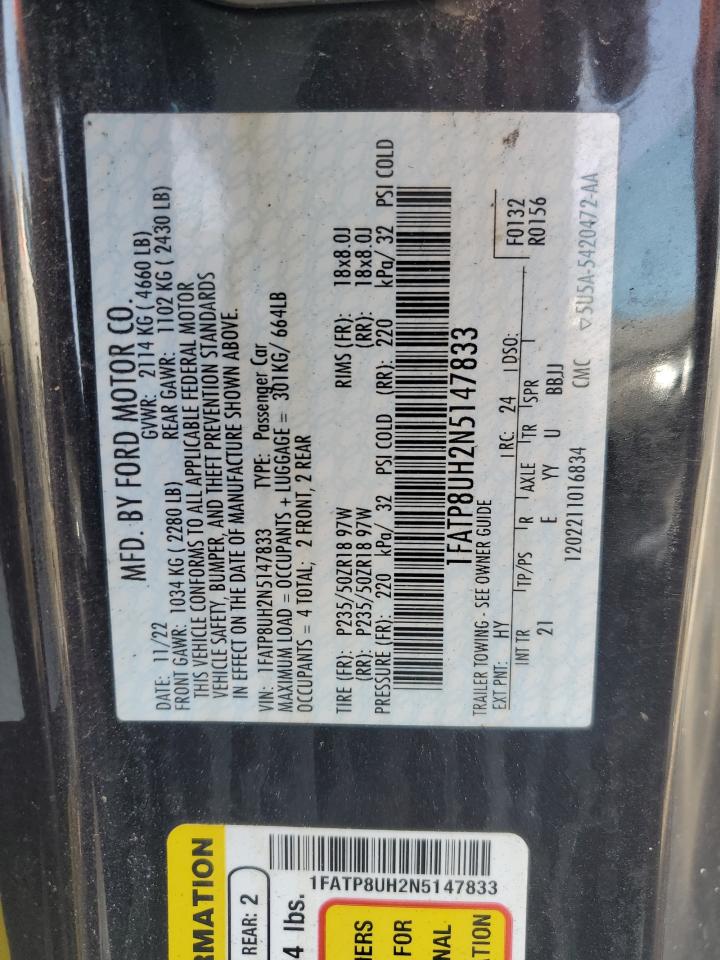 MFD. BY FORD MOTOR CO.
DATE: 11/22 GVWR: 2114 KG ( 4660 LB)
FRONT GAWR: 1034 KG ( 2280 LB) REAR GAWR: 1102 KG ( 2430 LB)
THIS VEHICLE CONFORMS TO ALL APPLICABLE FEDERAL MOTOR
VEHICLE SAFETY, BUMPER, AND THEFT PREVENTION STANDARDS
IN EFFECT ON THE DATE OF MANUFACTURE SHOWN ABOVE.
VIN: 1FATP8UH2N5147833 TYPE: Passenger Car
MAXIMUM LOAD = OCCUPANTS + LUGGAGE = 301KG/ 664LB
OCCUPANTS = 4 TOTAL; 2 FRONT, 2 REAR
TIRE (FR): P235/50ZR18 97W RIMS (FR): 18x8.0J
(RR): P235/50ZR18 97W (RR): 18x8.0J
PRESSURE (FR): 220 kPa/ 32 PSI COLD (RR): 220 kPa/ 32 PSI COLD
1FATP8UH2N5147833
TRAILER TOWING - SEE OWNER GUIDE
F0132
EXT PNT: HY RC: 24 DSO: R0156
INT TR TP/PS R AXLE TR SPR
21 E YY U BBJJ
1202211016834 CMC ▽5U5A-5420472-AA
RMATION
REAR: 2
4 lbs.
1FATP8UH2N5147833
HERS
FOR
NAL
TION